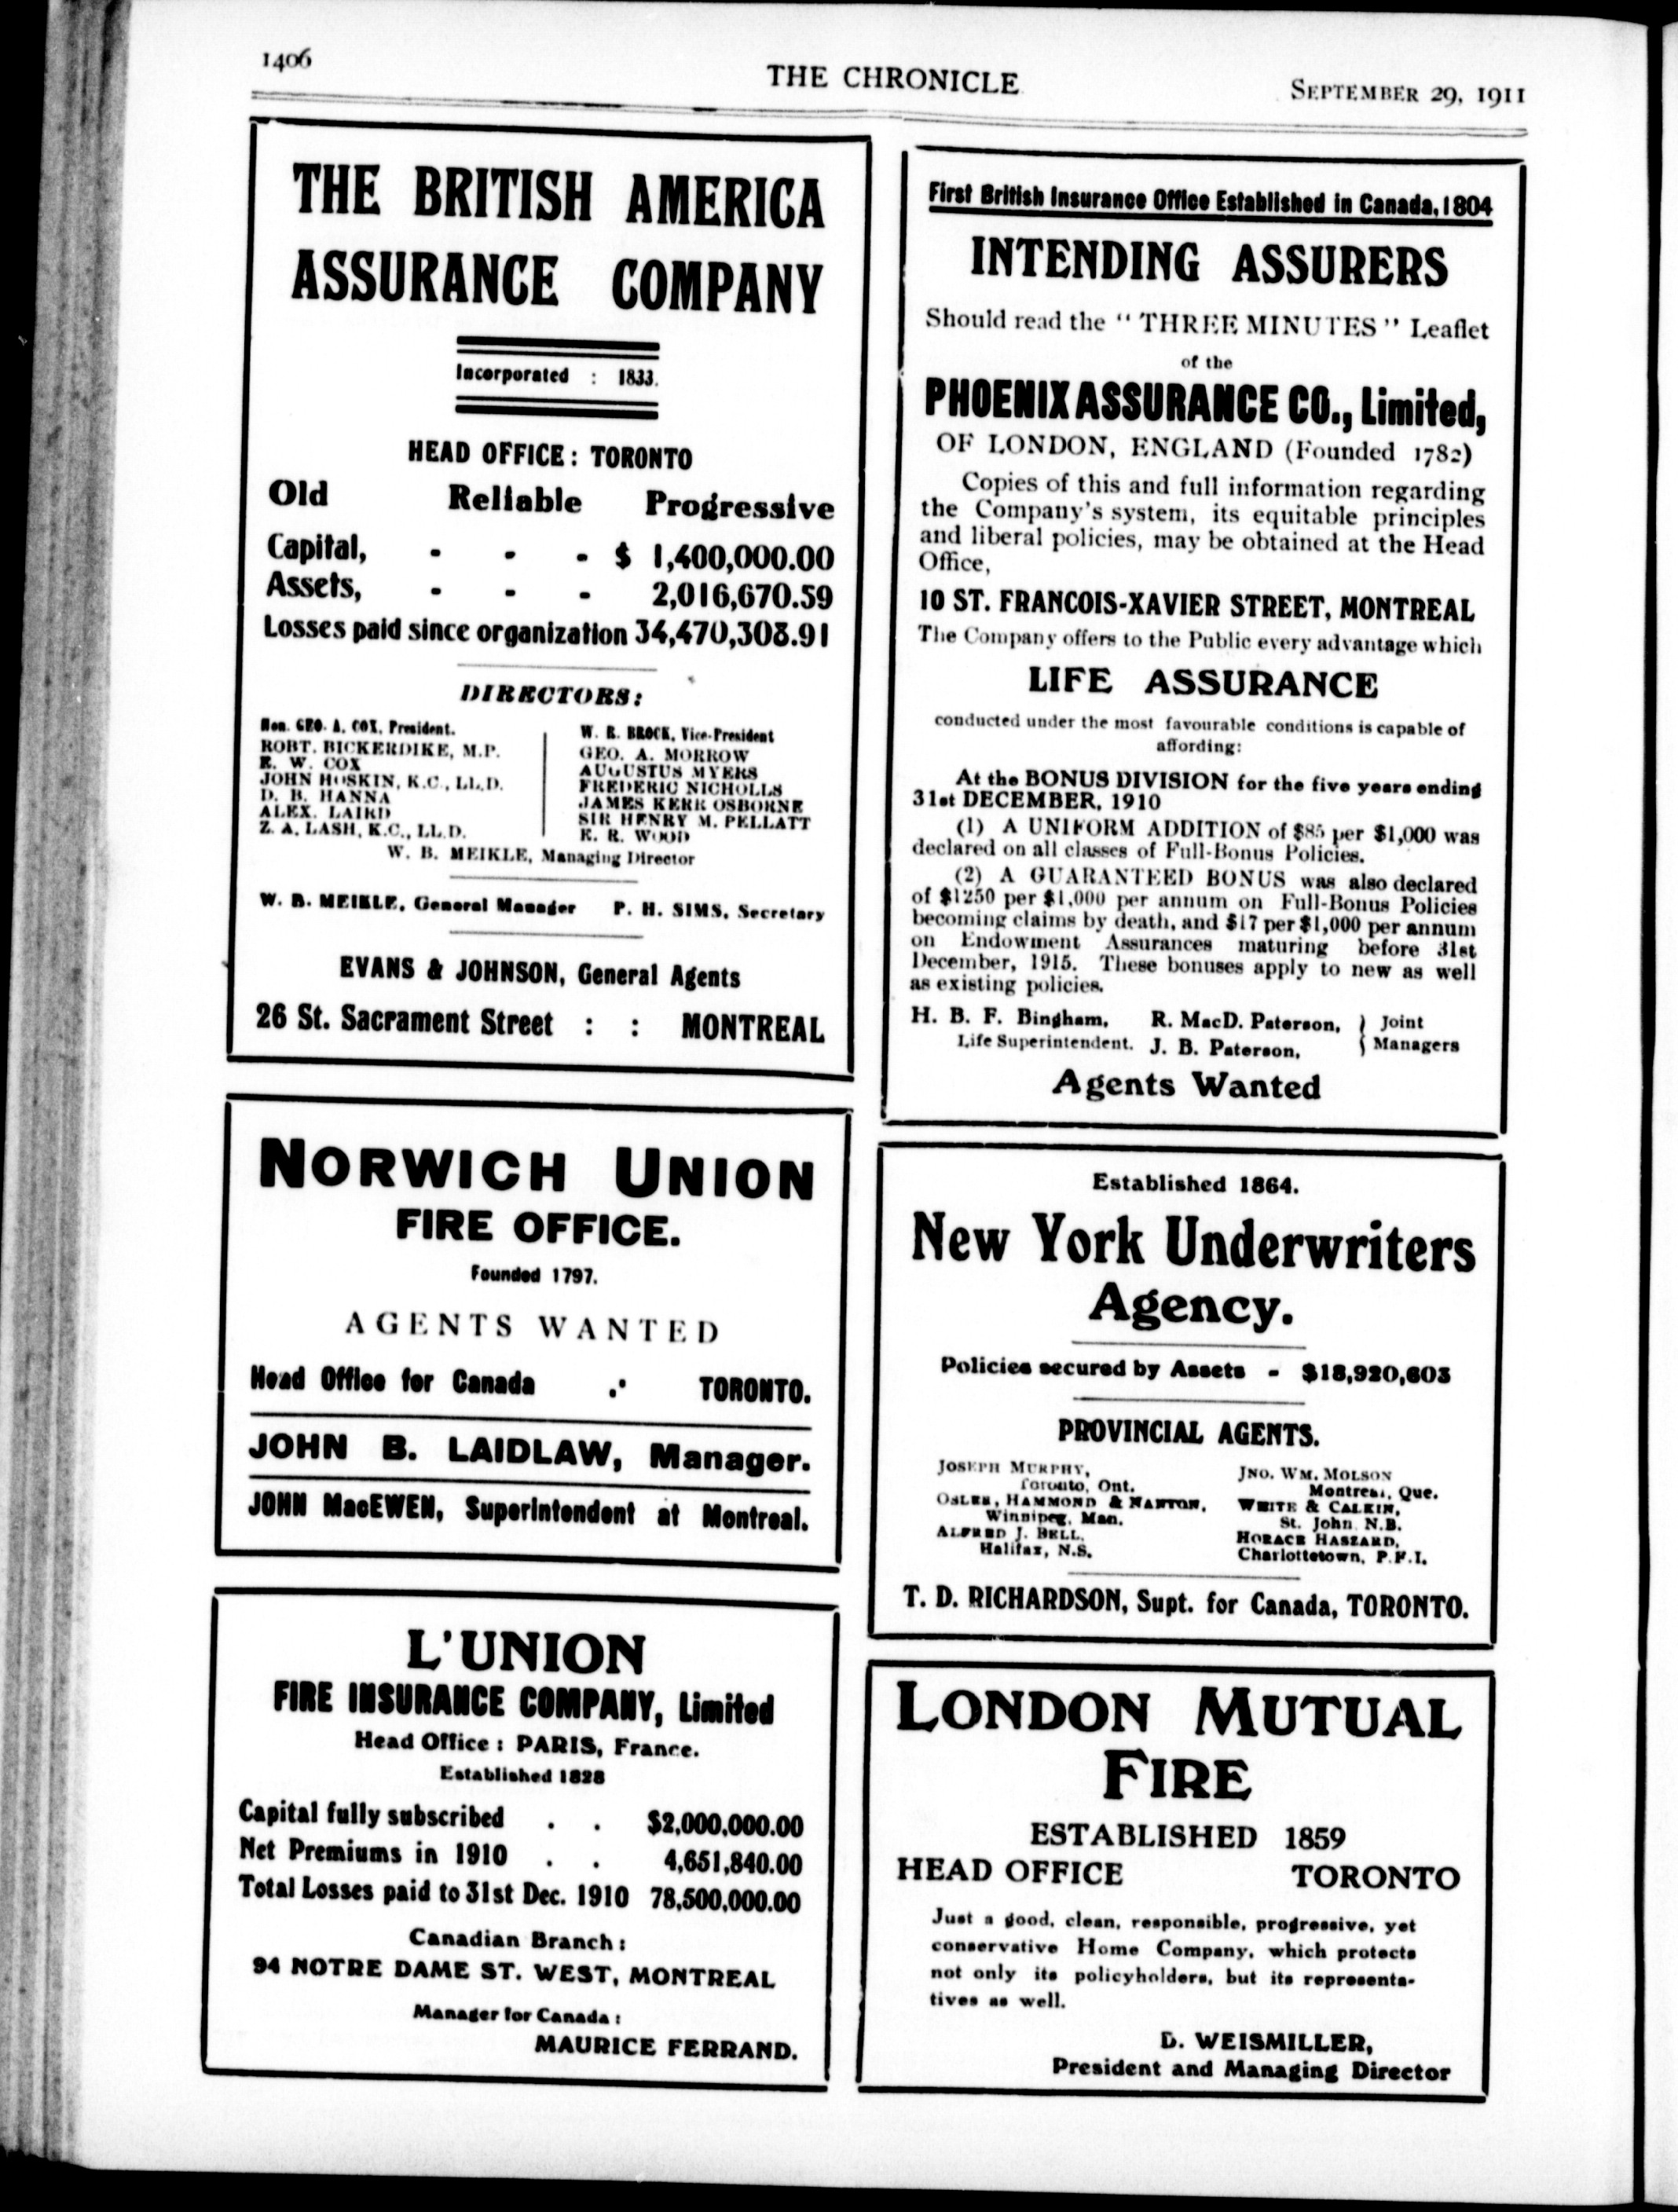 1406
THE CHRONICLE
SEPTEMBER 29, 1911
THE BRITISH AMERICA
ASSURANCE COMPANY
Incorporated : 1833.
HEAD OFFICE: TORONTO
Old Reliable Progressive
Capital, - - - $ 1,400,000.00
Assets, - - - 2,016,670.59
Losses paid since organization 34,470,308.91
DIRECTORS:
Hon. GEO. A. COX, President.
ROBT. BICKERDIKE, M.P.
E. W. COX
JOHN HOSKIN, K.C., LL.D.
D. B. HANNA
ALEX. LAIRD
Z. A. LASH, K.C., LL.D.
W. R. BROCK, Vice-President
GEO. A. MORROW
AUGUSTUS MYERS
FREDERIC NICHOLLS
JAMES KERR OSBORNE
SIR HENRY M. PELLATT
E. R. WOOD
W. B. MEIKLE, Managing Director
W. B. MEIKLE, General Manager P. H. SIMS, Secretary
EVANS & JOHNSON, General Agents
26 St. Sacrament Street : : MONTREAL
NORWICH UNION
FIRE OFFICE.
Founded 1797.
AGENTS WANTED
Head Office for Canada .· TORONTO.
JOHN B. LAIDLAW, Manager.
JOHN MacEWEN, Superintendent at Montreal.
L'UNION
FIRE INSURANCE COMPANY, Limited
Head Office : PARIS, France.
Established 1828
Capital fully subscribed . . $2,000,000.00
Net Premiums in 1910 . . 4,651,840.00
Total Losses paid to 31st Dec. 1910 78,500,000.00
Canadian Branch :
94 NOTRE DAME ST. WEST, MONTREAL
Manager for Canada :
MAURICE FERRAND.
First British Insurance Office Established in Canada, 1804
INTENDING ASSURERS
Should read the "THREE MINUTES" Leaflet
of the
PHOENIX ASSURANCE CO., Limited,
OF LONDON, ENGLAND (Founded 1782)
Copies of this and full information regarding
the Company's system, its equitable principles
and liberal policies, may be obtained at the Head
Office,
10 ST. FRANCOIS-XAVIER STREET, MONTREAL
The Company offers to the Public every advantage which
LIFE ASSURANCE
conducted under the most favourable conditions is capable of
affording:
At the BONUS DIVISION for the five years ending
31st DECEMBER, 1910
(1) A UNIFORM ADDITION of $85 per $1,000 was
declared on all classes of Full-Bonus Policies.
(2) A GUARANTEED BONUS was also declared
of $1250 per $1,000 per annum on Full-Bonus Policies
becoming claims by death, and $17 per $1,000 per annum
on Endowment Assurances maturing before 31st
December, 1915. These bonuses apply to new as well
as existing policies.
H. B. F. Bingham, R. MacD. Paterson, } Joint
Life Superintendent. J. B. Paterson, } Managers
Agents Wanted
Established 1864.
New York Underwriters
Agency.
Policies secured by Assets - $18,920,603
PROVINCIAL AGENTS.
JOSEPH MURPHY,
Toronto, Ont.
OSLER, HAMMOND & NANTON,
Winnipeg, Man.
ALFRED J. BELL,
Halifax, N.S.
JNO. WM. MOLSON
Montreal, Que.
WHITE & CALKIN,
St. John N.B.
HORACE HASZARD,
Charlottetown, P.E.I.
T. D. RICHARDSON, Supt. for Canada, TORONTO.
LONDON MUTUAL
FIRE
ESTABLISHED 1859
HEAD OFFICE TORONTO
Just a good, clean, responsible, progressive, yet
conservative Home Company, which protects
not only its policyholders, but its representa-
tives as well.
D. WEISMILLER,
President and Managing Director